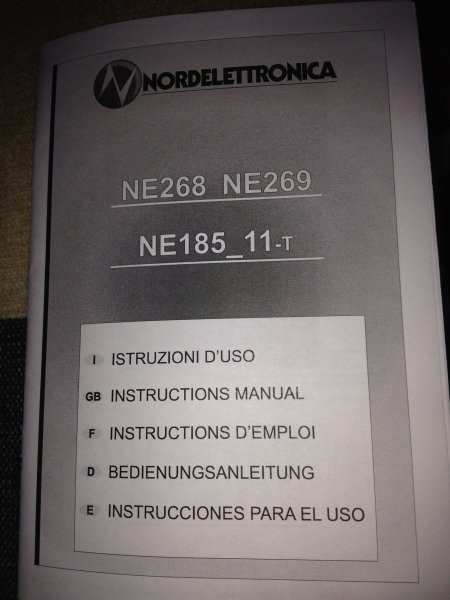 NORDELETTRONICA
NE268 NE269
NE185_11-T
I ISTRUZIONI D'USO
GB INSTRUCTIONS MANUAL
F INSTRUCTIONS D'EMPLOI
D BEDIENUNGSANLEITUNG
E INSTRUCCIONES PARA EL USO